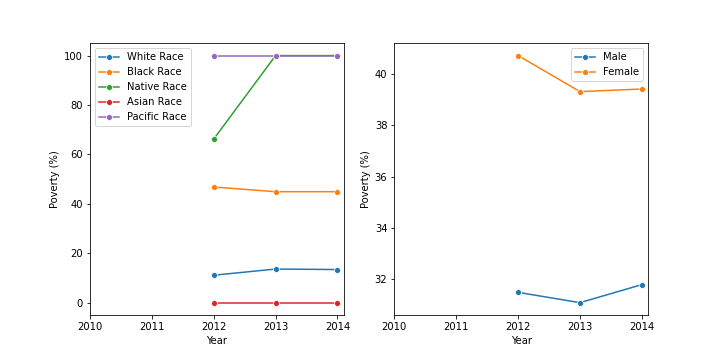 White Race
Black Race
Native Race
Asian Race
Pacific Race
100
80
60
40
20
0
Poverty (%)
2010 2011 2012 2013 2014
Year
Male
Female
40
38
36
34
32
Poverty (%)
2010 2011 2012 2013 2014
Year